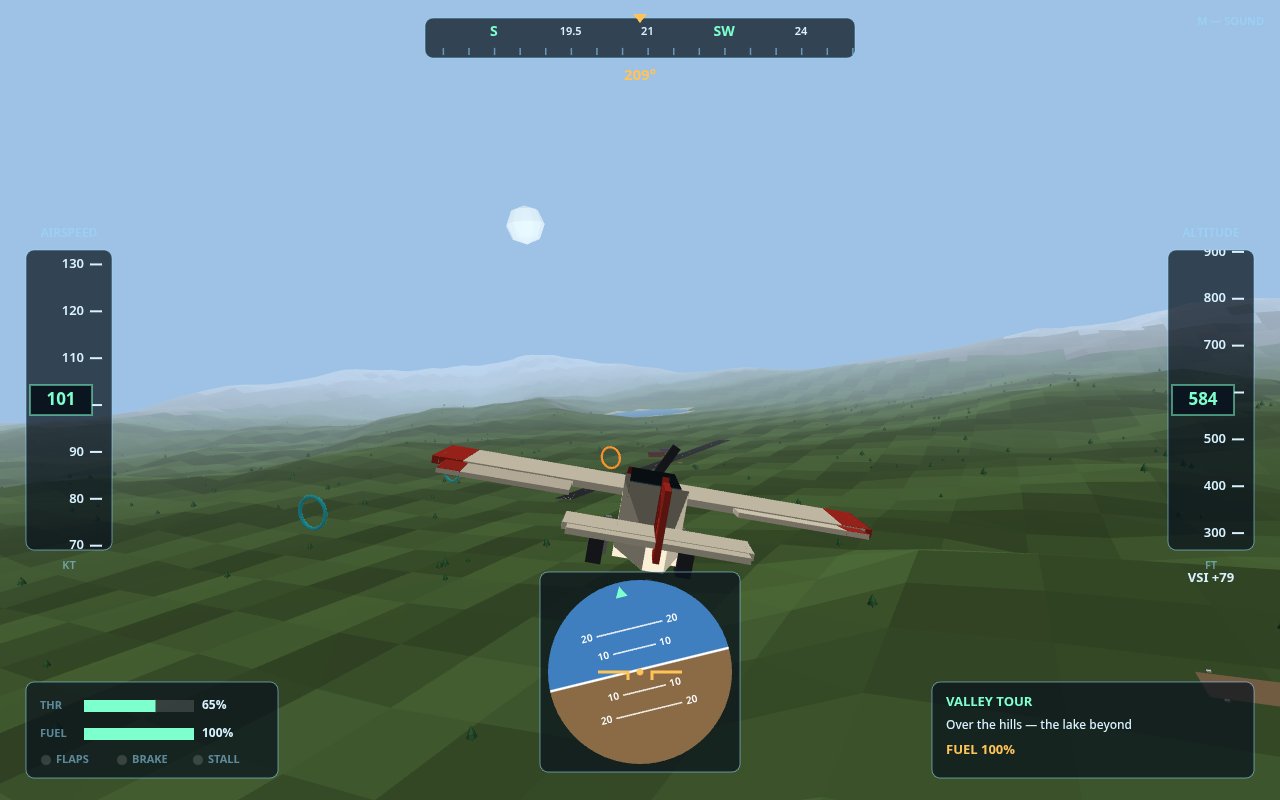 M — SOUND
S 19.5 21 SW 24
209°
AIRSPEED
130
120
110
101
90
80
70
KT
ALTITUDE
900
800
700
584
500
400
300
FT
VSI +79
20 20
10 10
10 10
20 20
THR 65%
FUEL 100%
FLAPS BRAKE STALL
VALLEY TOUR
Over the hills — the lake beyond
FUEL 100%